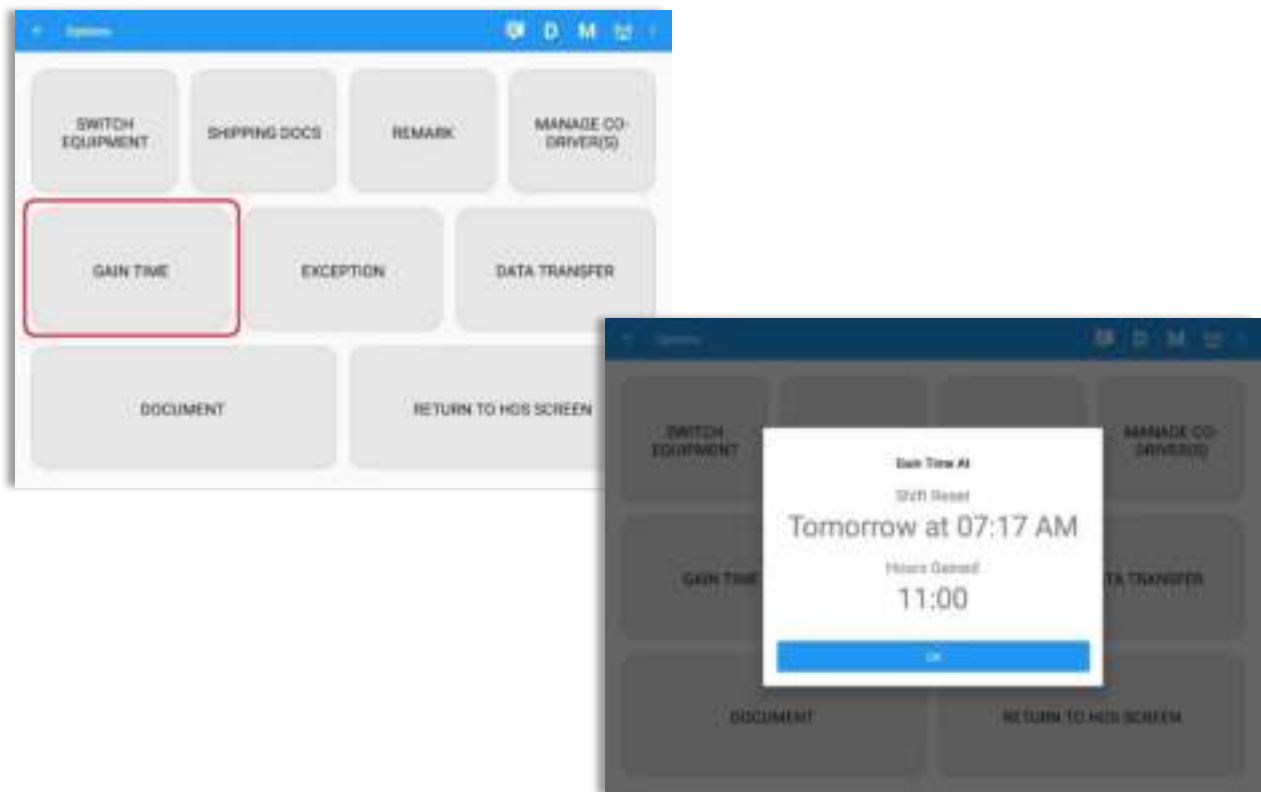 Options
D M
SWITCH
EQUIPMENT
SHIPPING DOCS
REMARK
MANAGE CO-
DRIVER(S)
GAIN TIME
EXCEPTION
DATA TRANSFER
DOCUMENT
RETURN TO HOS SCREEN
Options
D M
SWITCH
EQUIPMENT
MANAGE CO-
DRIVER(S)
Gain Time At
Shift Reset
Tomorrow at 07:17 AM
Hours Gained
11:00
OK
GAIN TIME
TA TRANSFER
DOCUMENT
RETURN TO HOS SCREEN